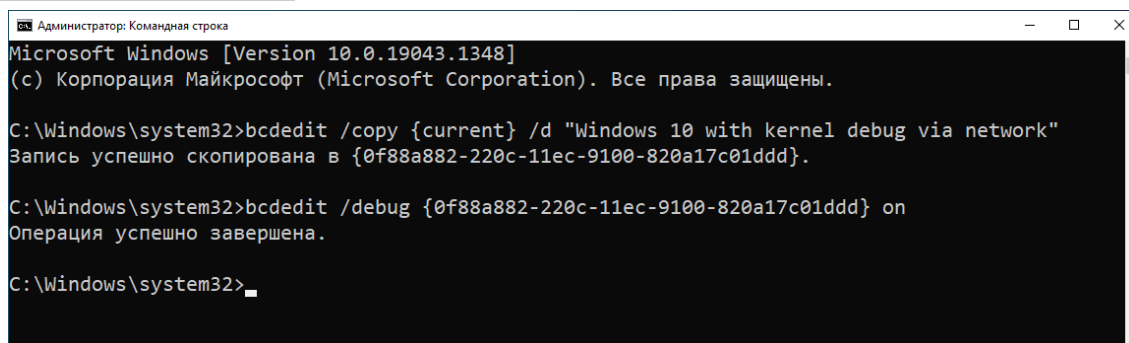 Администратор: Командная строка
Microsoft Windows [Version 10.0.19043.1348]
(c) Корпорация Майкрософт (Microsoft Corporation). Все права защищены.
C:\Windows\system32>bcdedit /copy {current} /d "Windows 10 with kernel debug via network"
Запись успешно скопирована в {0f88a882-220c-11ec-9100-820a17c01ddd}.
C:\Windows\system32>bcdedit /debug {0f88a882-220c-11ec-9100-820a17c01ddd} on
Операция успешно завершена.
C:\Windows\system32>